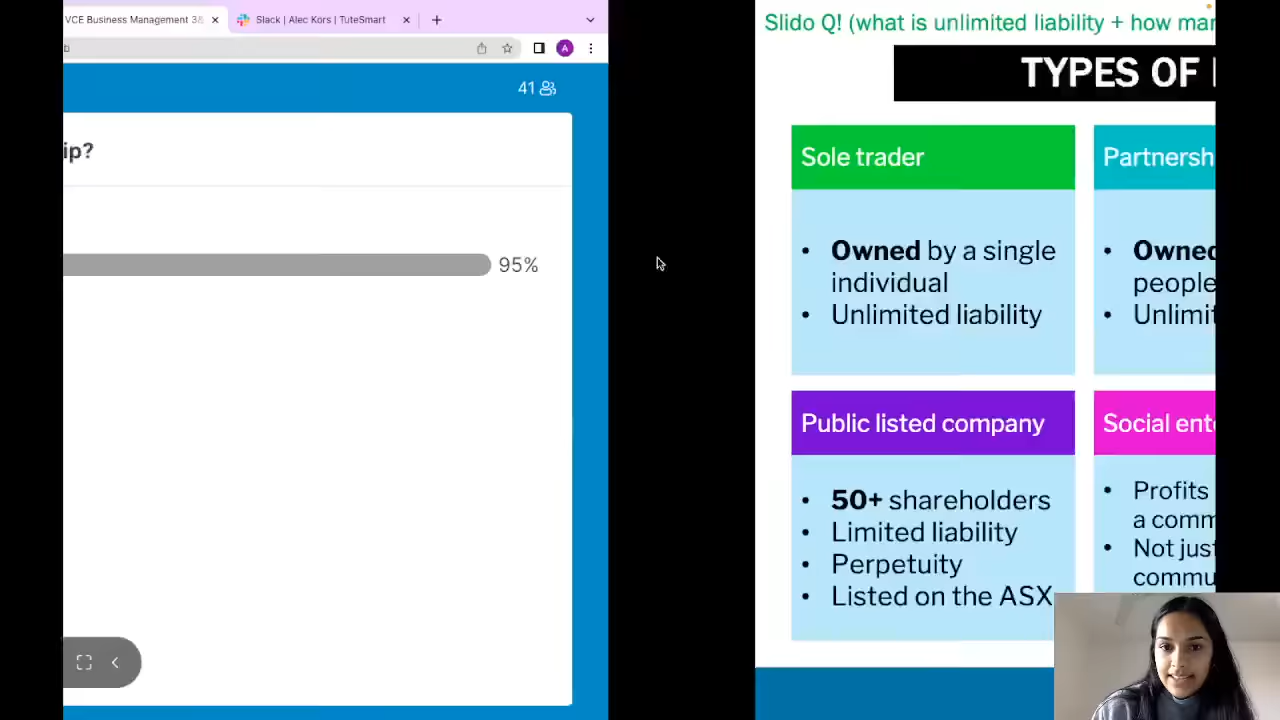 VCE Business Management 3&
Slack | Alec Kors | TuteSmart
b
A
41
ip?
95%
Slido Q! (what is unlimited liability + how mar
TYPES OF
Sole trader
• Owned by a single
individual
• Unlimited liability
Partnersh
• Owned
people
• Unlimit
Public listed company
• 50+ shareholders
• Limited liability
• Perpetuity
• Listed on the ASX
Social ent
• Profits
a comm
• Not just
commu